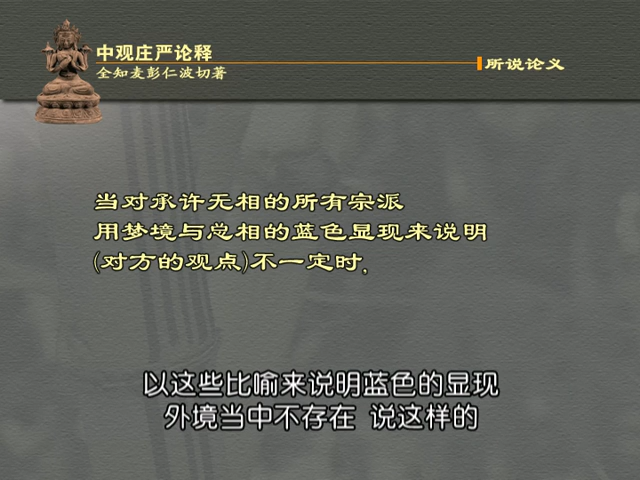 中观庄严论释
全知麦彭仁波切著
所说论义
当对承许无相的所有宗派
用梦境与总相的蓝色显现来说明
(对方的观点)不一定时，
以这些比喻来说明蓝色的显现
外境当中不存在 说这样的